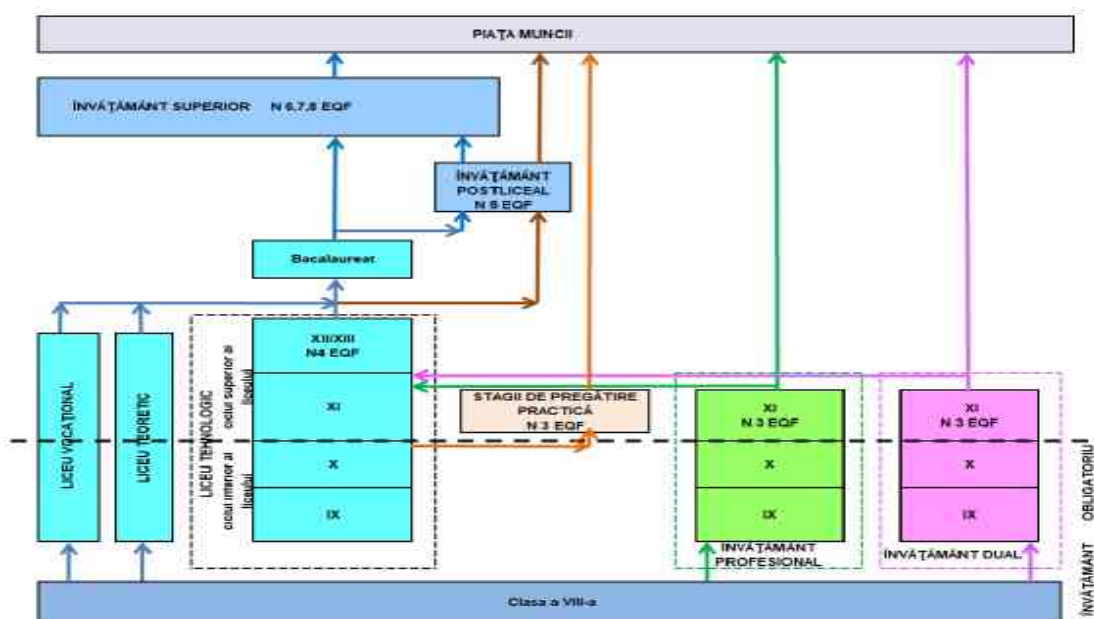 PIAȚA MUNCII
ÎNVĂȚĂMÂNT SUPERIOR N 6,7,8 EQF
ÎNVĂȚĂMÂNT
POSTLICEAL
N 5 EQF
Bacalaureat
XII/XIII
N4 EQF
XI
X
IX
LICEU VOCAȚIONAL
LICEU TEORETIC
LICEU TEHNOLOGIC
ciclul superior al
liceului
ciclul inferior al
liceului
STAGII DE PREGĂTIRE
PRACTICĂ
N 3 EQF
XI
N 3 EQF
X
IX
ÎNVĂȚĂMÂNT
PROFESIONAL
XI
N 3 EQF
X
IX
ÎNVĂȚĂMÂNT DUAL
ÎNVĂȚĂMÂNT OBLIGATORIU
Clasa a VIII-a